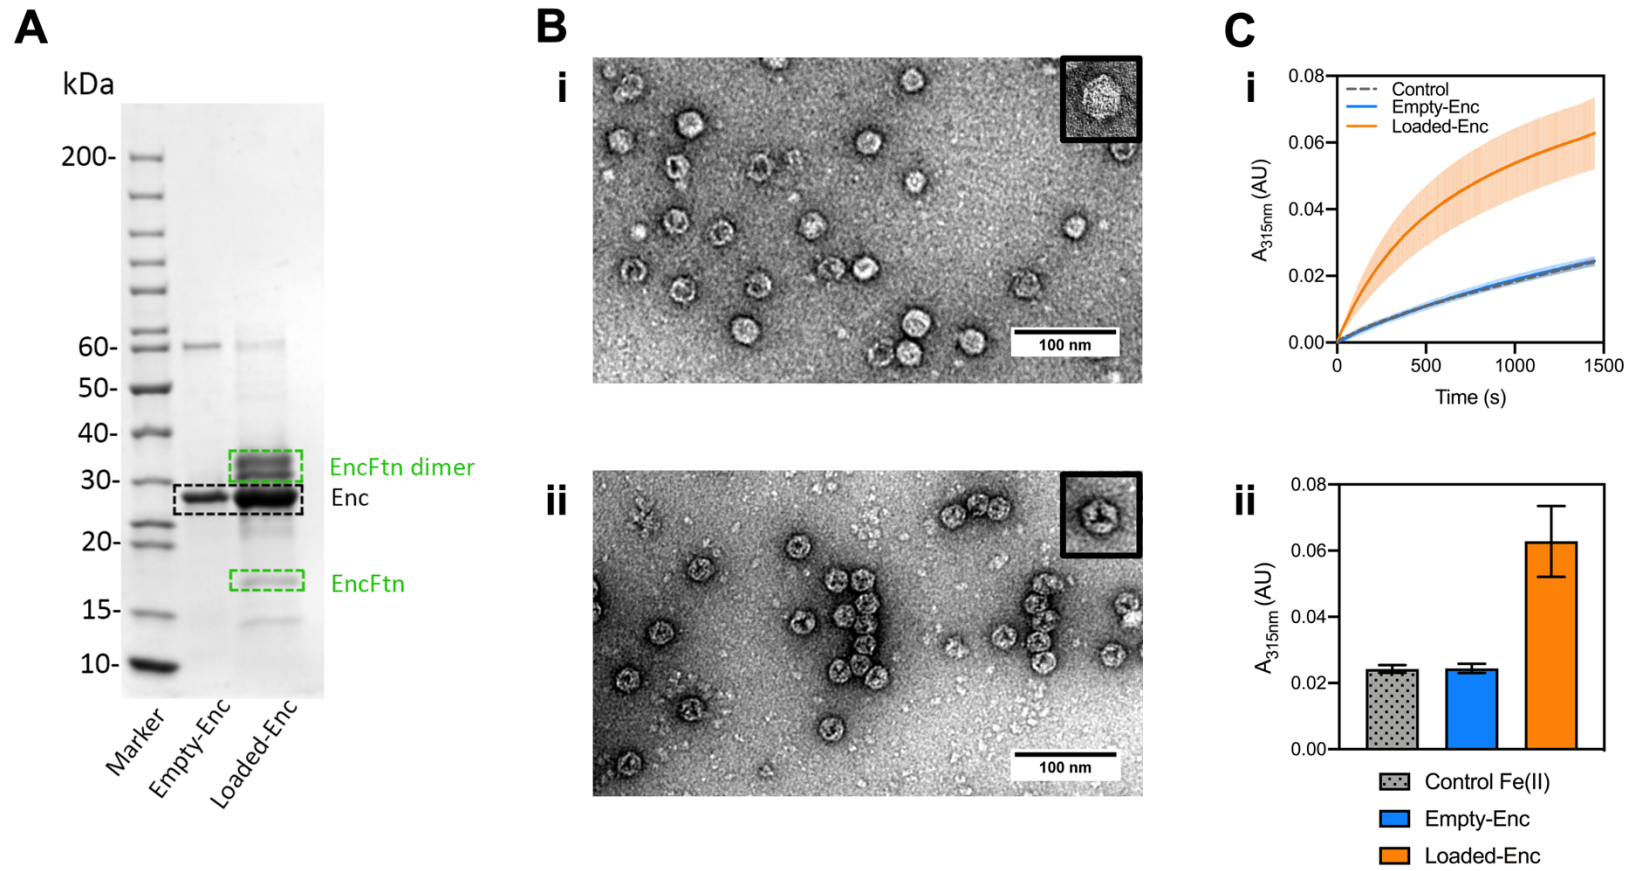 A
kDa
200-
60-
50-
40-
30-
20-
15-
10-
EncFtn dimer
Enc
EncFtn
Marker
Empty-Enc
Loaded-Enc
B
i
100 nm
ii
100 nm
C
i
0.08
0.06
0.04
0.02
0.00
A315nm (AU)
Control
Empty-Enc
Loaded-Enc
0 500 1000 1500
Time (s)
ii
0.08
0.06
0.04
0.02
0.00
A315nm (AU)
Control Fe(II)
Empty-Enc
Loaded-Enc